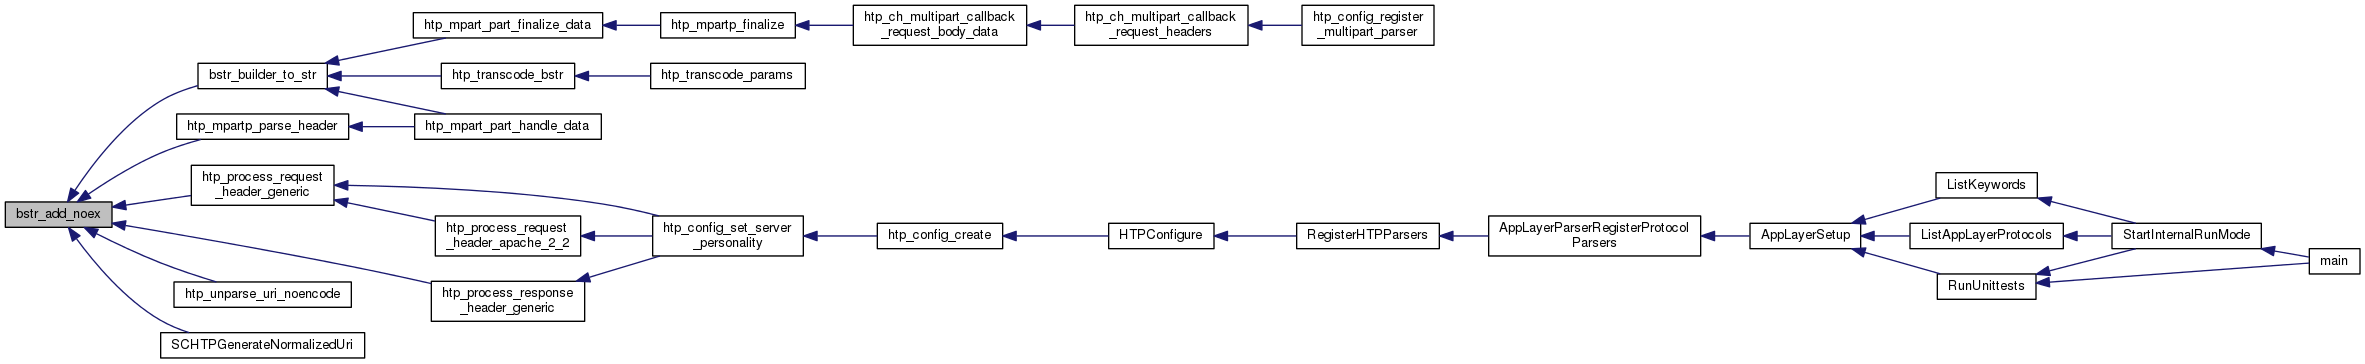 bstr_add_noex
bstr_builder_to_str
htp_mpart_part_finalize_data
htp_mpartp_finalize
htp_ch_multipart_callback
_request_body_data
htp_ch_multipart_callback
_request_headers
htp_config_register
_multipart_parser
htp_transcode_bstr
htp_transcode_params
htp_mpart_part_handle_data
htp_mpartp_parse_header
htp_process_request
_header_generic
htp_process_request
_header_apache_2_2
htp_config_set_server
_personality
htp_config_create
HTPConfigure
RegisterHTPParsers
AppLayerParserRegisterProtocol
Parsers
AppLayerSetup
ListKeywords
ListAppLayerProtocols
RunUnittests
StartInternalRunMode
main
htp_process_response
_header_generic
htp_unparse_uri_noencode
SCHTPGenerateNormalizedUri